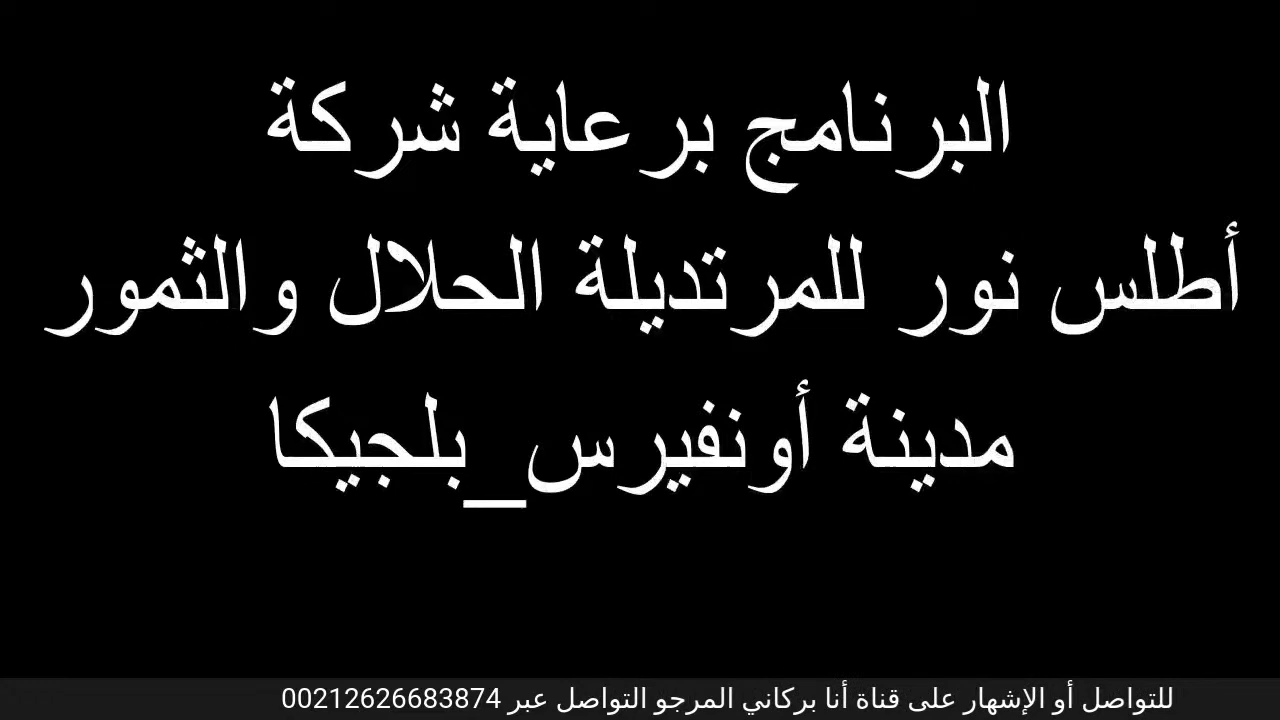 البرنامج برعاية شركة
أطلس نور للمرتديلة الحلال والثمور
مدينة أونفيرس_بلجيكا
للتواصل أو الإشهار على قناة أنا بركاني المرجو التواصل عبر 00212626683874